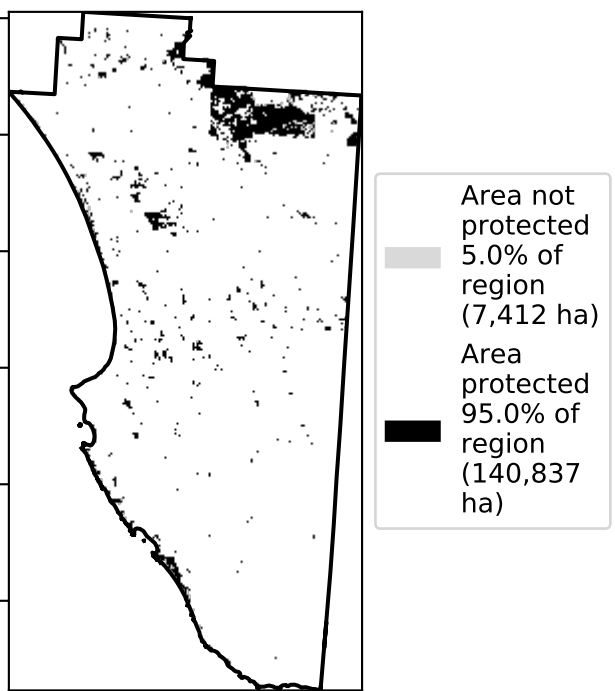 Area not
protected
5.0% of
region
(7,412 ha)
Area
protected
95.0% of
region
(140,837
ha)